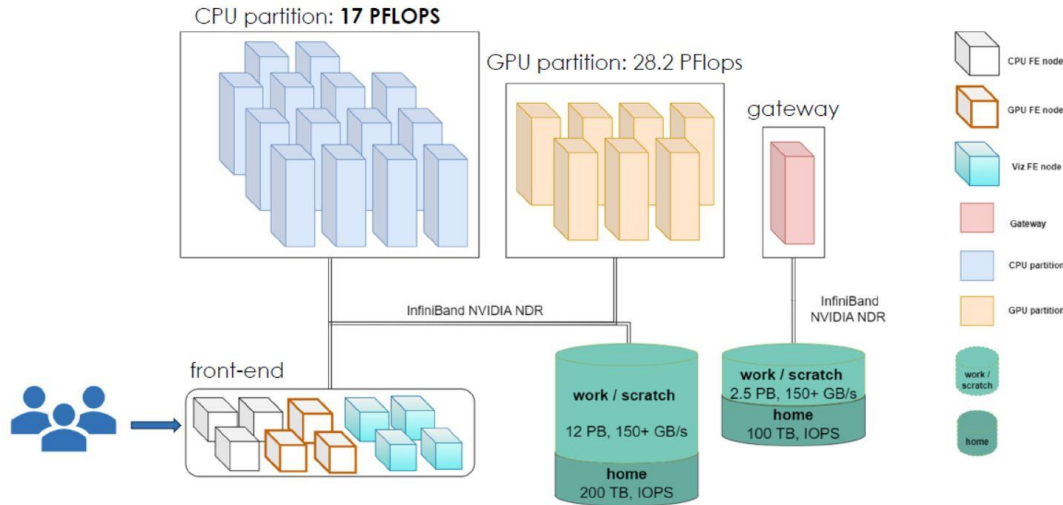 CPU partition: 17 PFLOPS
GPU partition: 28.2 PFlops
gateway
InfiniBand NVIDIA NDR
InfiniBand
NVIDIA NDR
front-end
work / scratch
12 PB, 150+ GB/s
home
200 TB, IOPS
work / scratch
2.5 PB, 150+ GB/s
home
100 TB, IOPS
CPU FE node
GPU FE node
Viz FE node
Gateway
CPU partition
GPU partition
work /
scratch
home